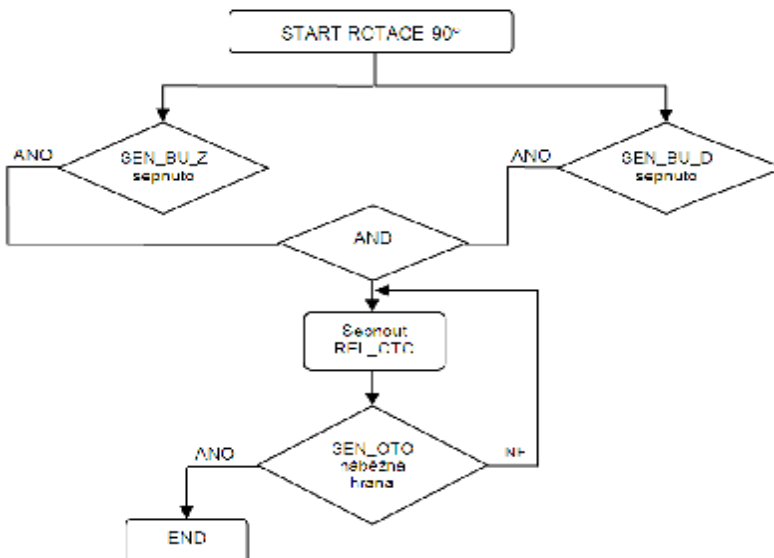 START ROTACE 90°
ANO
SEN_BU_Z
sepnuto
ANO
SEN_BU_D
sepnuto
AND
Sepnout
REL_OTO
ANO
SEN_OTO
náběžná
hrana
NE
END